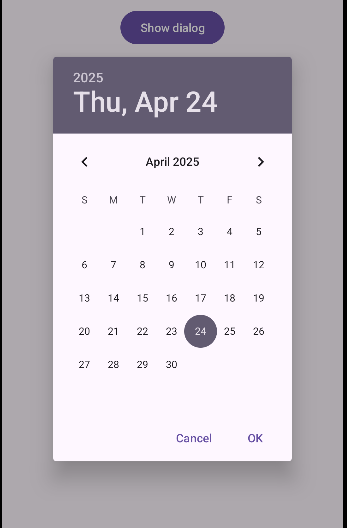 Show dialog
2025
Thu, Apr 24
April 2025
S M T W T F S
1 2 3 4 5
6 7 8 9 10 11 12
13 14 15 16 17 18 19
20 21 22 23 24 25 26
27 28 29 30
Cancel OK